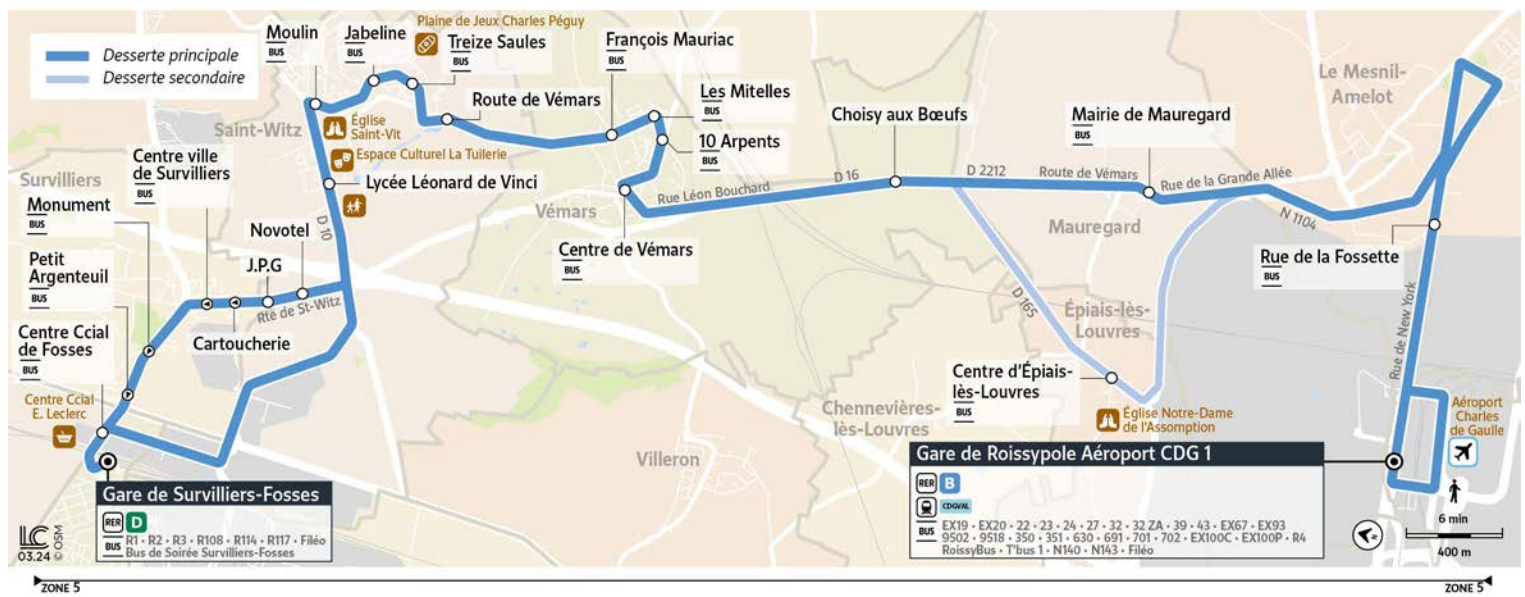 Desserte principale
Desserte secondaire
Moulin
BUS
Jabeline
BUS
Plaine de Jeux Charles Péguy
Treize Saules
BUS
François Mauriac
BUS
Les Mitelles
BUS
Route de Vémars
10 Arpents
BUS
Choisy aux Bœufs
Mairie de Mauregard
BUS
Le Mesnil-
Amelot
Saint-Witz
Église
Saint-Vit
Espace Culturel La Tuilerie
Lycée Léonard de Vinci
Centre ville
de Survilliers
BUS
Survilliers
Monument
BUS
Petit
Argenteuil
BUS
Novotel
J.P.G
D 10
Rte de St-Witz
Cartoucherie
Centre Ccial
de Fosses
BUS
Centre Ccial
E. Leclerc
Vémars
Centre de Vémars
BUS
Rue Léon Bouchard
D 16
D 2212
Route de Vémars
Rue de la Grande Allée
N 1104
Mauregard
Rue de la Fossette
BUS
D 165
Épiais-lès-
Louvres
Rue de New York
Centre d'Épiais-
lès-Louvres
BUS
Église Notre-Dame
de l'Assomption
Chennevières-
lès-Louvres
Villeron
Aéroport
Charles
de Gaulle
Gare de Survilliers-Fosses
RER D
BUS R1 • R2 • R3 • R108 • R114 • R117 • Filéo
Bus de Soirée Survilliers-Fosses
Gare de Roissypole Aéroport CDG 1
RER B
CDGVAL
BUS EX19 • EX20 • 22 • 23 • 24 • 27 • 32 • 32 ZA • 39 • 43 • EX67 • EX93
9502 • 9518 • 350 • 351 • 630 • 691 • 701 • 702 • EX100C • EX100P • R4
RoissyBus • T'bus 1 • N140 • N143 • Filéo
N
6 min
400 m
LC
03.24 © OSM
ZONE 5
ZONE 5